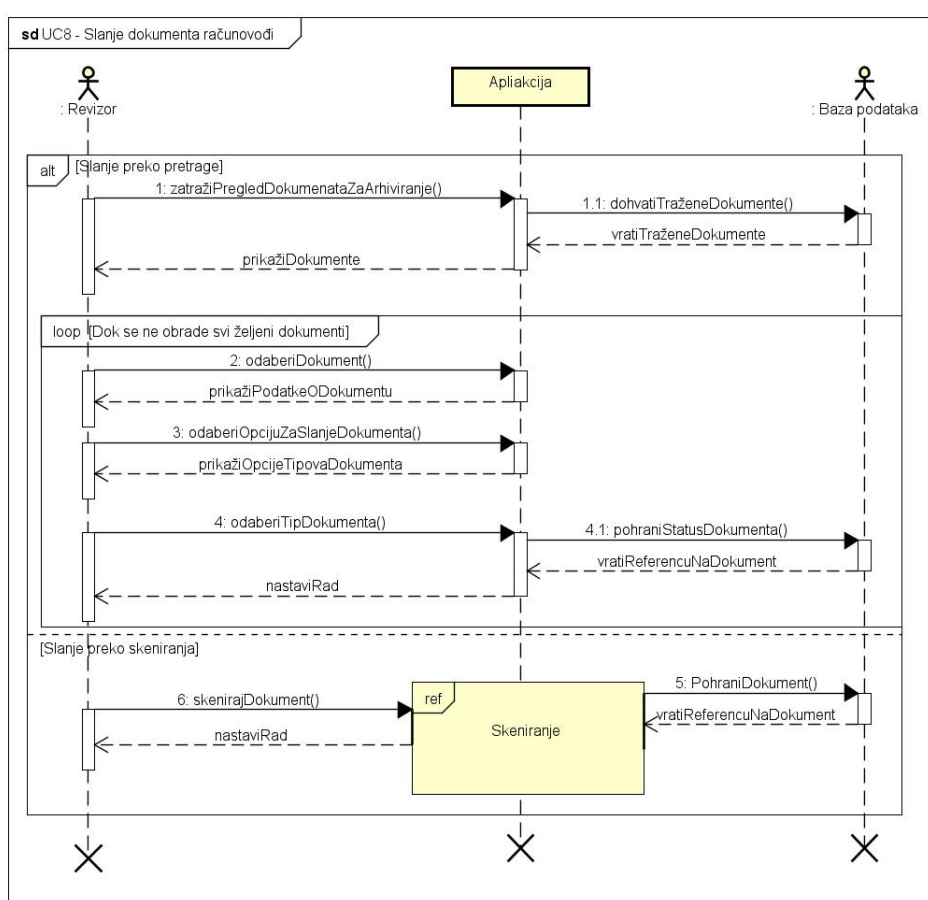 sd UC8 - Slanje dokumenta računovođi
: Revizor
Apliakcija
: Baza podataka
alt
[Slanje preko pretrage]
1: zatražiPregledDokumenataZaArhiviranje()
1.1: dohvatiTraženeDokumente()
vratiTraženeDokumente
prikažiDokumente
loop [Dok se ne obrade svi željeni dokumenti]
2: odaberiDokument()
prikažiPodatkeODokumentu
3: odaberiOpcijuZaSlanjeDokumenta()
prikažiOpcijeTipovaDokumenta
4: odaberiTipDokumenta()
4.1: pohraniStatusDokumenta()
vratiReferencuNaDokument
nastaviRad
[Slanje preko skeniranja]
6: skenirajDokument()
ref
5: PohraniDokument()
vratiReferencuNaDokument
Skeniranje
nastaviRad